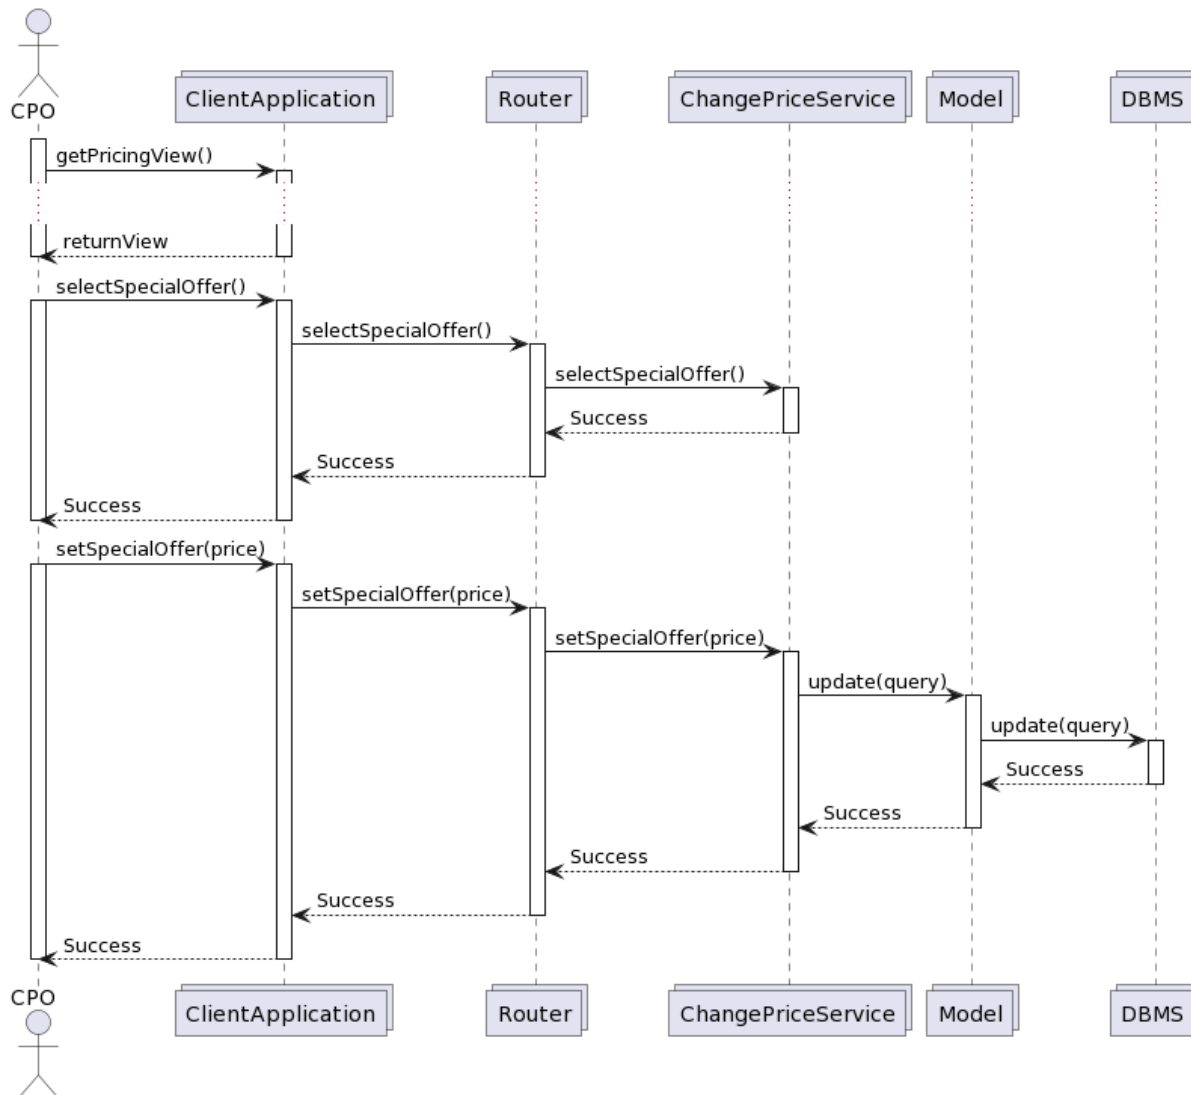 CPO
ClientApplication
Router
ChangePriceService
Model
DBMS
getPricingView()
returnView
selectSpecialOffer()
selectSpecialOffer()
selectSpecialOffer()
Success
Success
Success
setSpecialOffer(price)
setSpecialOffer(price)
setSpecialOffer(price)
update(query)
update(query)
Success
Success
Success
Success
Success
CPO
ClientApplication
Router
ChangePriceService
Model
DBMS